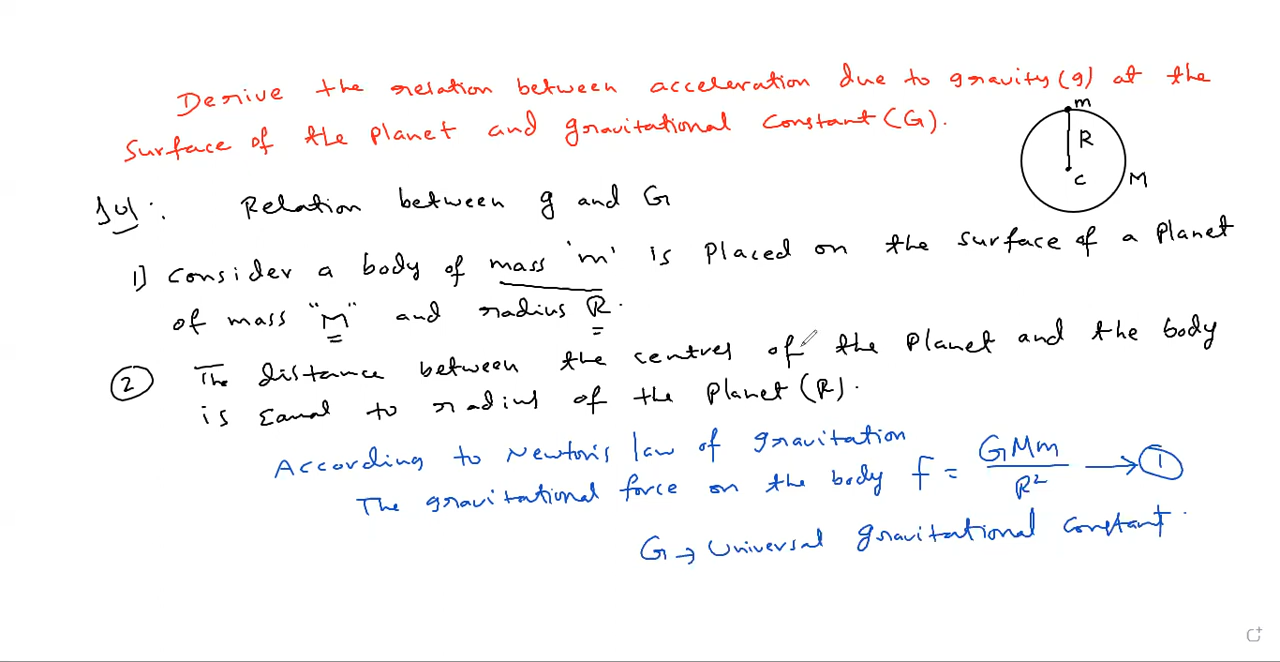 Derive the relation between acceleration due to gravity (g) at the
surface of the planet and gravitational constant (G).
m
R
c
M
Sol:. Relation between g and G
1) Consider a body of mass 'm' is placed on the surface of a planet
of mass "M" and radius R.
2 The distance between the centres of the planet and the body
is Equal to radius of the planet (R).
According to Newton's law of gravitation
The gravitational force on the body f = GMm / R² → 1
G → Universal gravitational constant.